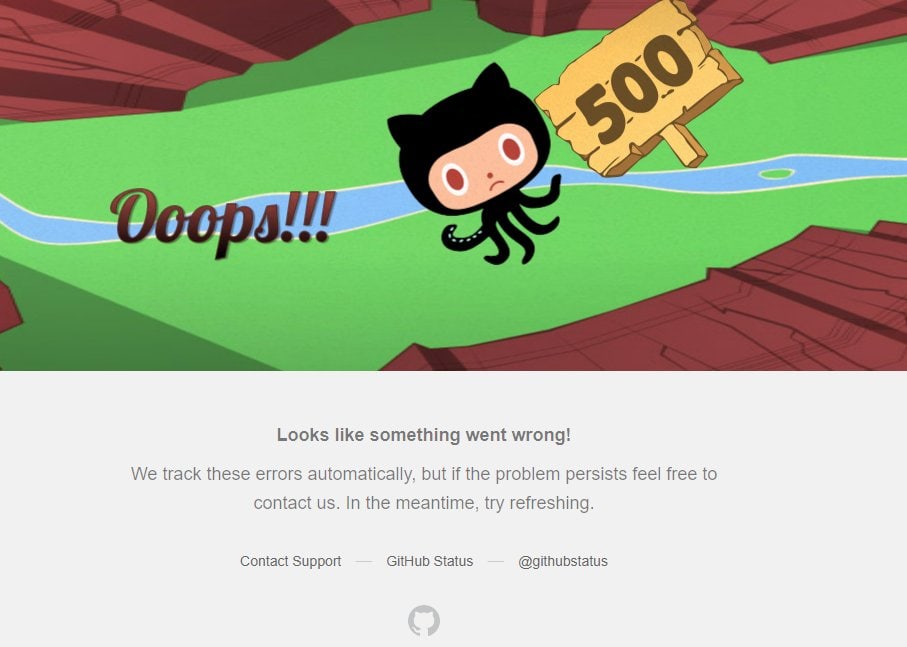 500
Ooops!!!
Looks like something went wrong!
We track these errors automatically, but if the problem persists feel free to
contact us. In the meantime, try refreshing.
Contact Support — GitHub Status — @githubstatus